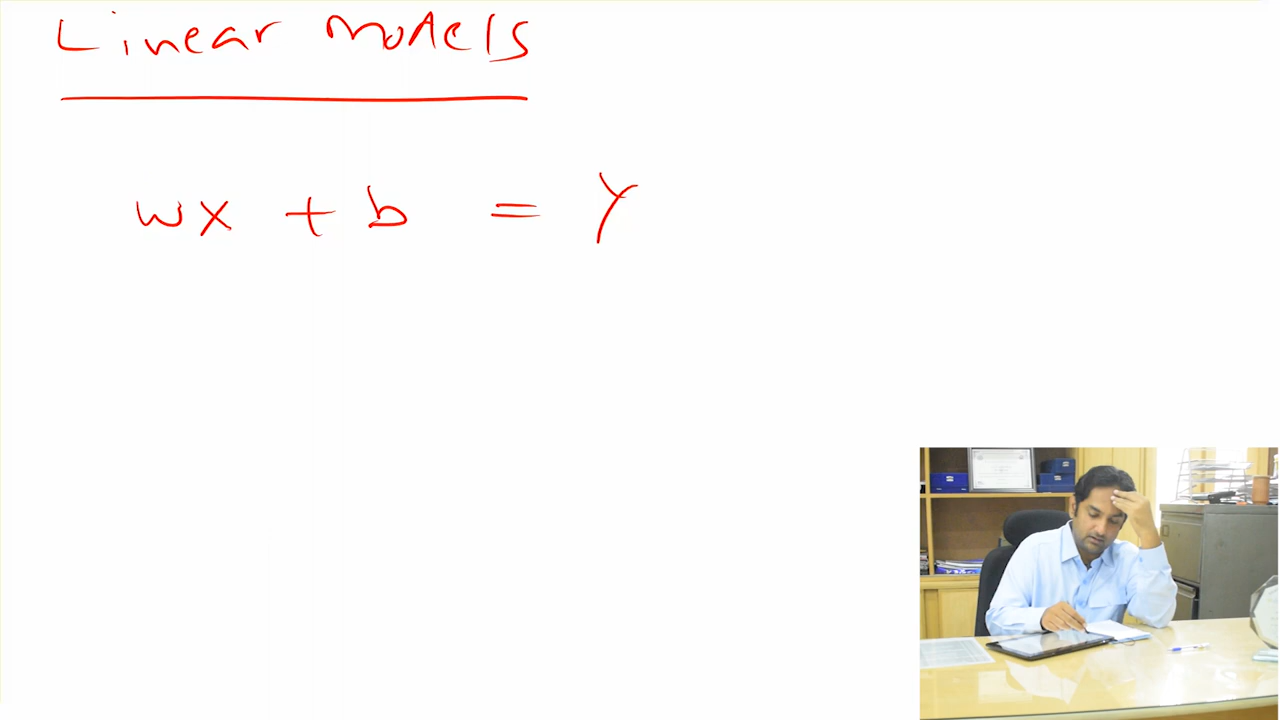 Linear Models
wx + b = y